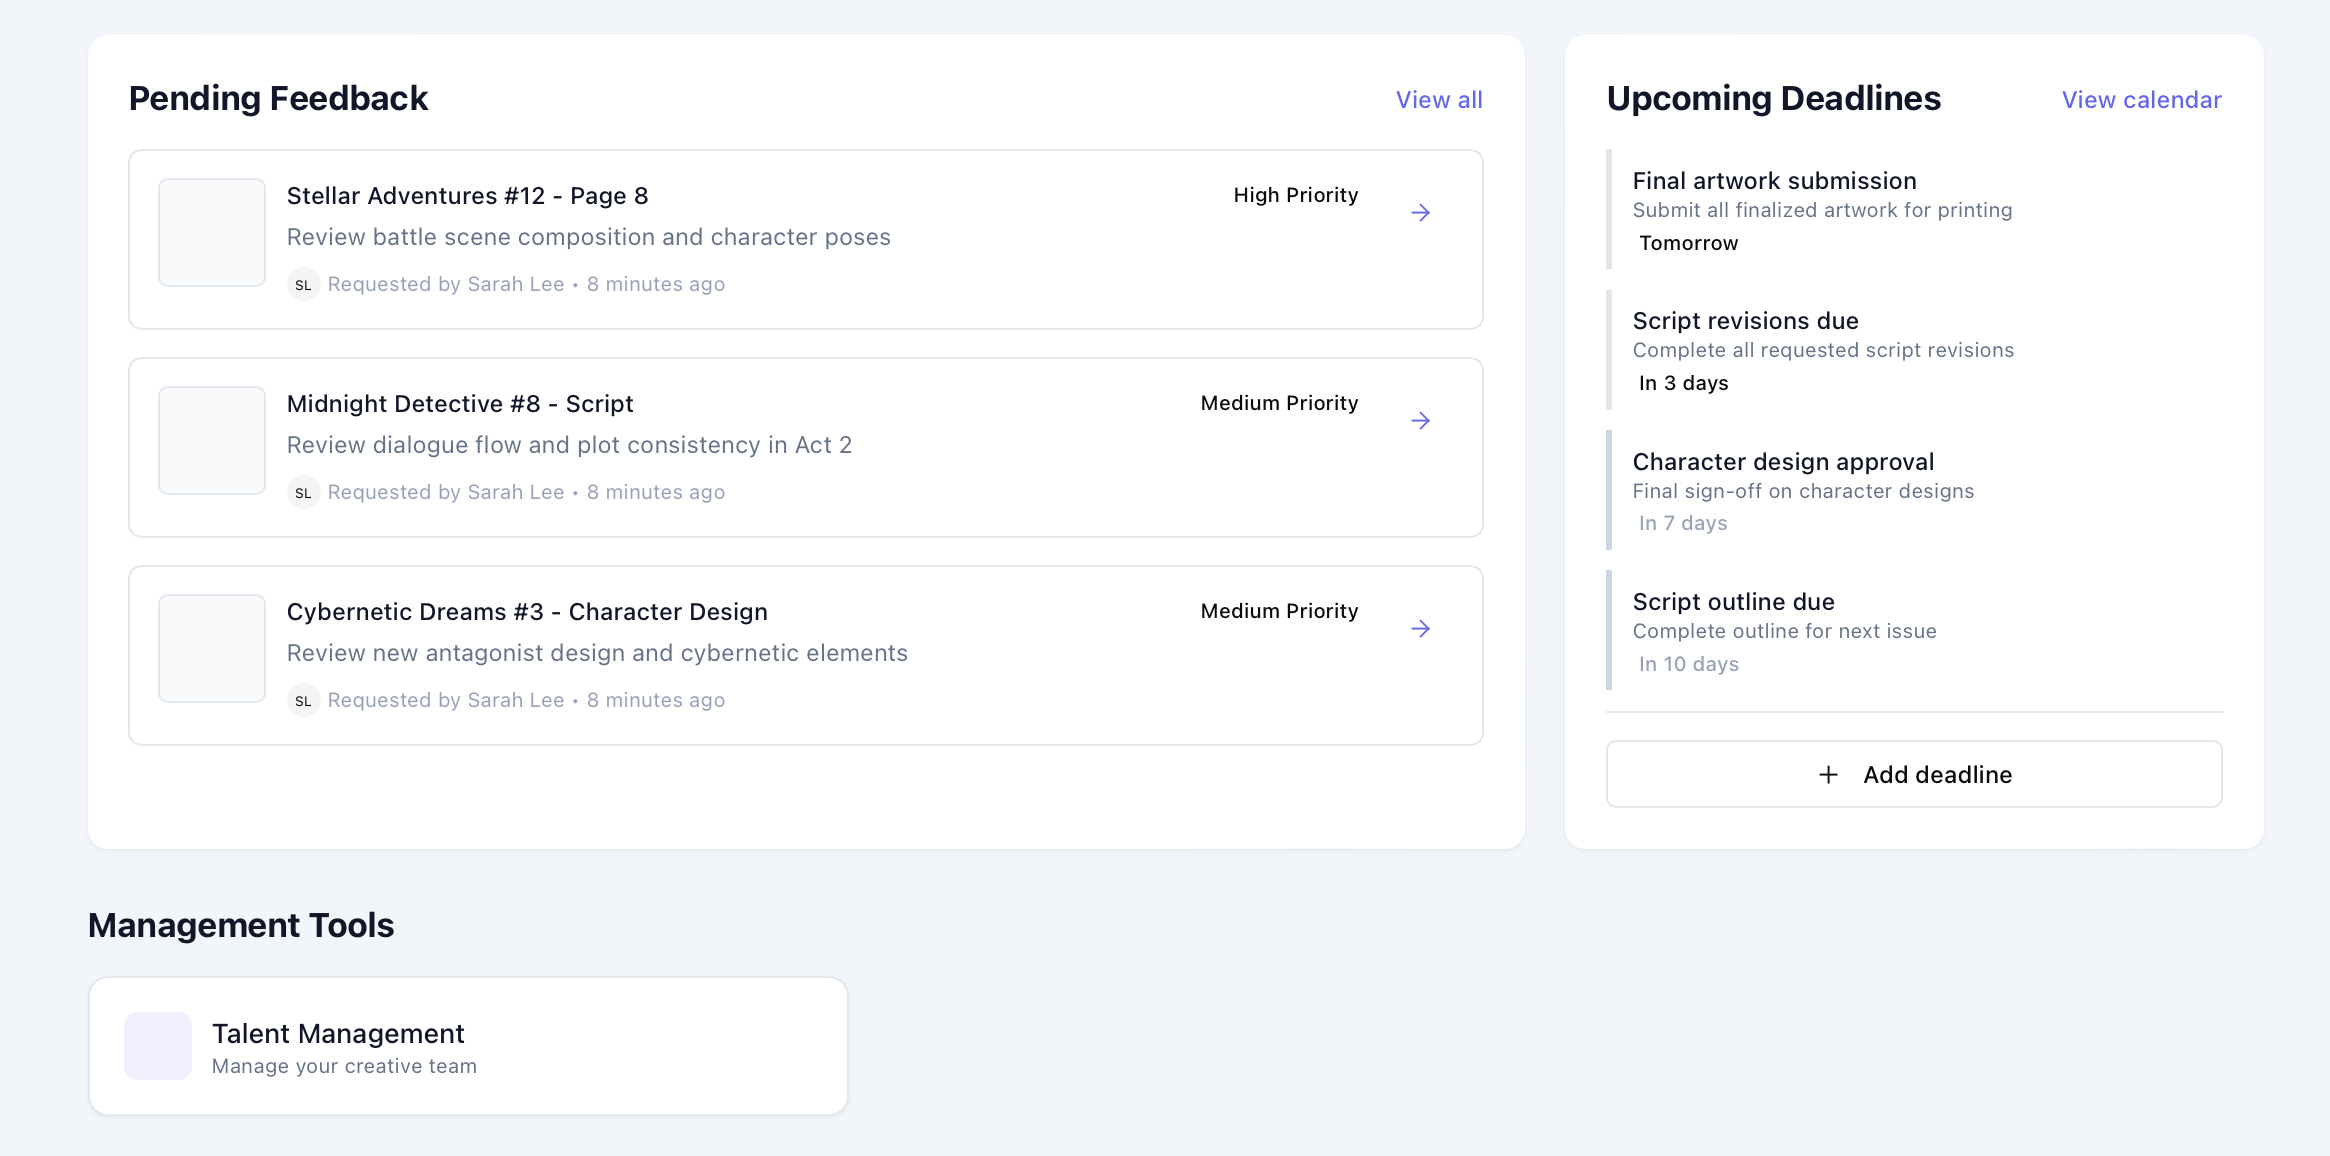 Pending Feedback
View all
Stellar Adventures #12 - Page 8
High Priority
Review battle scene composition and character poses
SL Requested by Sarah Lee • 8 minutes ago
Midnight Detective #8 - Script
Medium Priority
Review dialogue flow and plot consistency in Act 2
SL Requested by Sarah Lee • 8 minutes ago
Cybernetic Dreams #3 - Character Design
Medium Priority
Review new antagonist design and cybernetic elements
SL Requested by Sarah Lee • 8 minutes ago
Upcoming Deadlines
View calendar
Final artwork submission
Submit all finalized artwork for printing
Tomorrow
Script revisions due
Complete all requested script revisions
In 3 days
Character design approval
Final sign-off on character designs
In 7 days
Script outline due
Complete outline for next issue
In 10 days
+ Add deadline
Management Tools
Talent Management
Manage your creative team